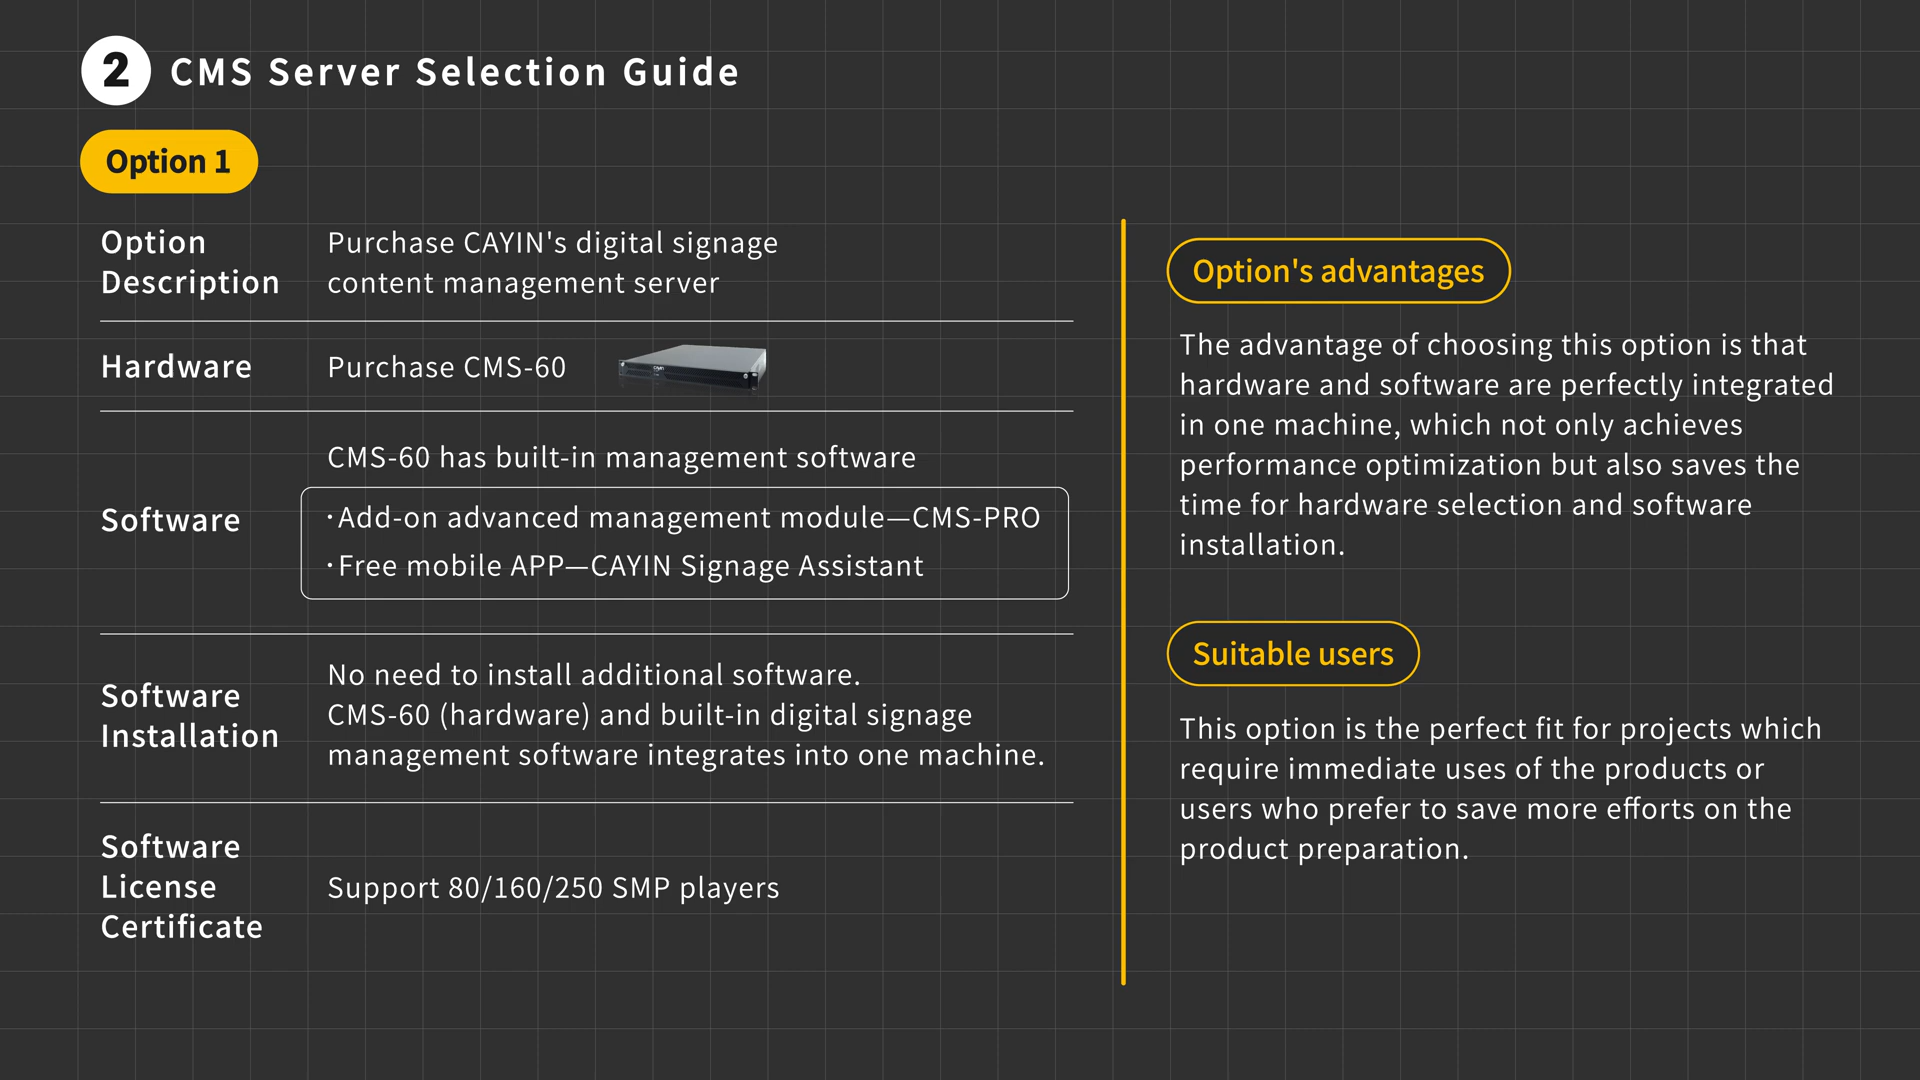 2 CMS Server Selection Guide
Option 1
Option
Description
Purchase CAYIN's digital signage
content management server
Hardware
Purchase CMS-60
CAYIN
Software
CMS-60 has built-in management software
·Add-on advanced management module—CMS-PRO
·Free mobile APP—CAYIN Signage Assistant
Software
Installation
No need to install additional software.
CMS-60 (hardware) and built-in digital signage
management software integrates into one machine.
Software
License
Certificate
Support 80/160/250 SMP players
Option's advantages
The advantage of choosing this option is that
hardware and software are perfectly integrated
in one machine, which not only achieves
performance optimization but also saves the
time for hardware selection and software
installation.
Suitable users
This option is the perfect fit for projects which
require immediate uses of the products or
users who prefer to save more efforts on the
product preparation.